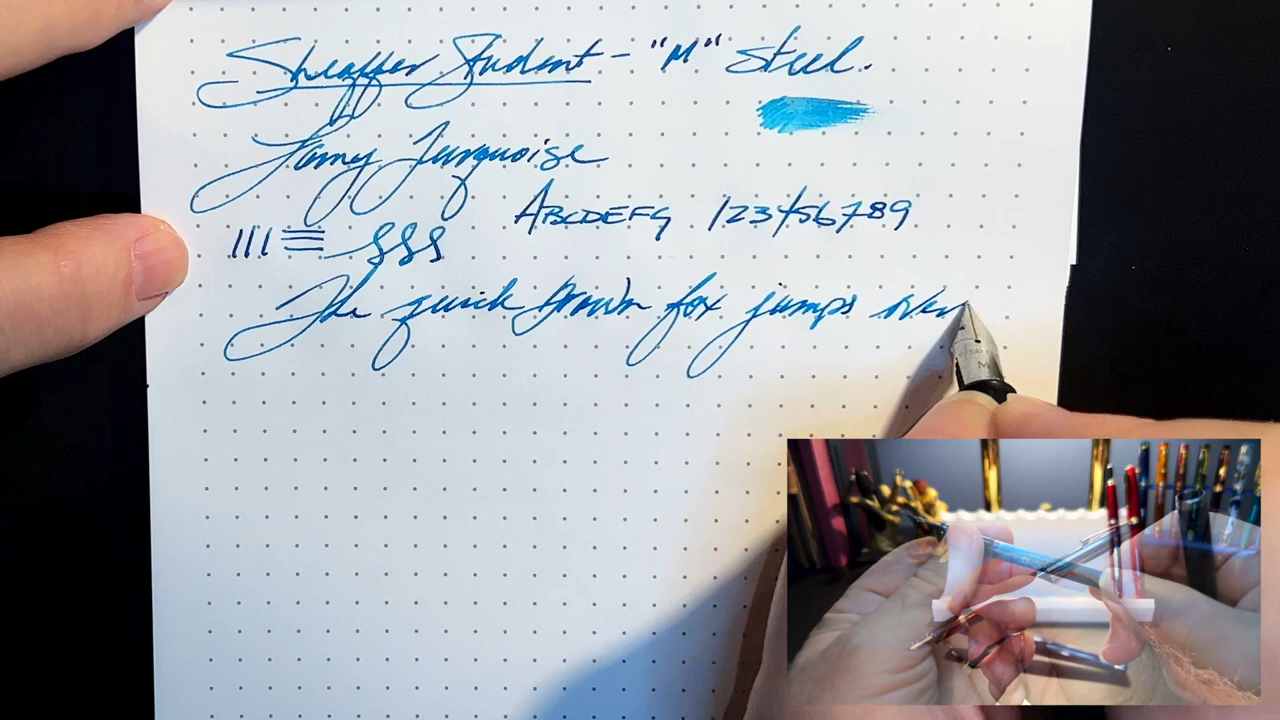 Sheaffer Student - "M" Steel.
Lamy Turquoise
ABCDEFG 123456789
The quick brown fox jumps over
M